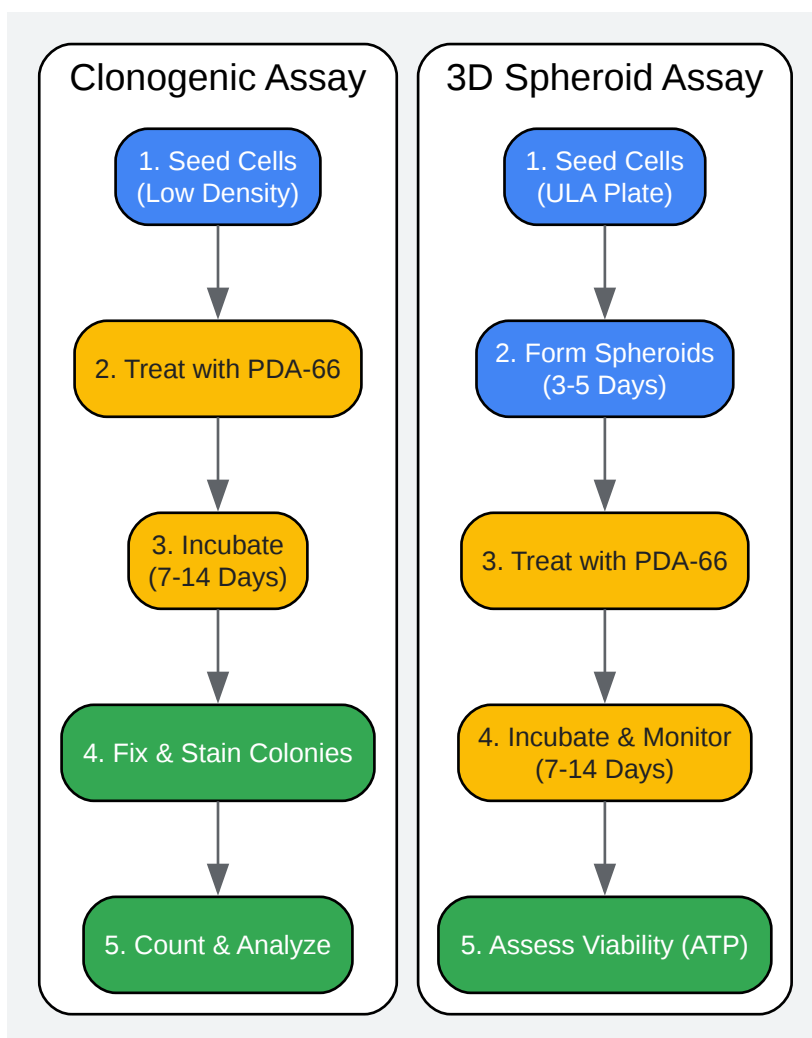 Clonogenic Assay
1. Seed Cells
(Low Density)
2. Treat with PDA-66
3. Incubate
(7-14 Days)
4. Fix & Stain Colonies
5. Count & Analyze
3D Spheroid Assay
1. Seed Cells
(ULA Plate)
2. Form Spheroids
(3-5 Days)
3. Treat with PDA-66
4. Incubate & Monitor
(7-14 Days)
5. Assess Viability (ATP)